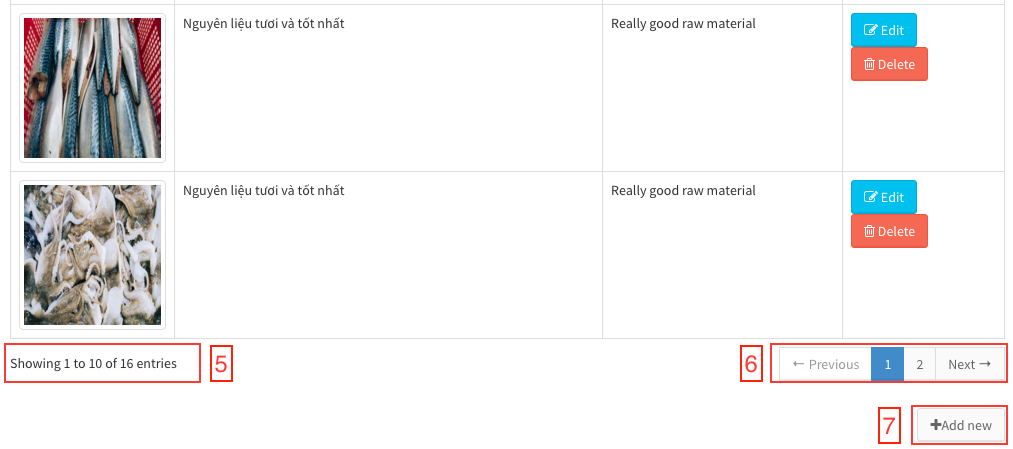 Nguyên liệu tươi và tốt nhất
Really good raw material
Edit
Delete
Nguyên liệu tươi và tốt nhất
Really good raw material
Edit
Delete
Showing 1 to 10 of 16 entries
5
6
← Previous
1
2
Next →
7
+Add new